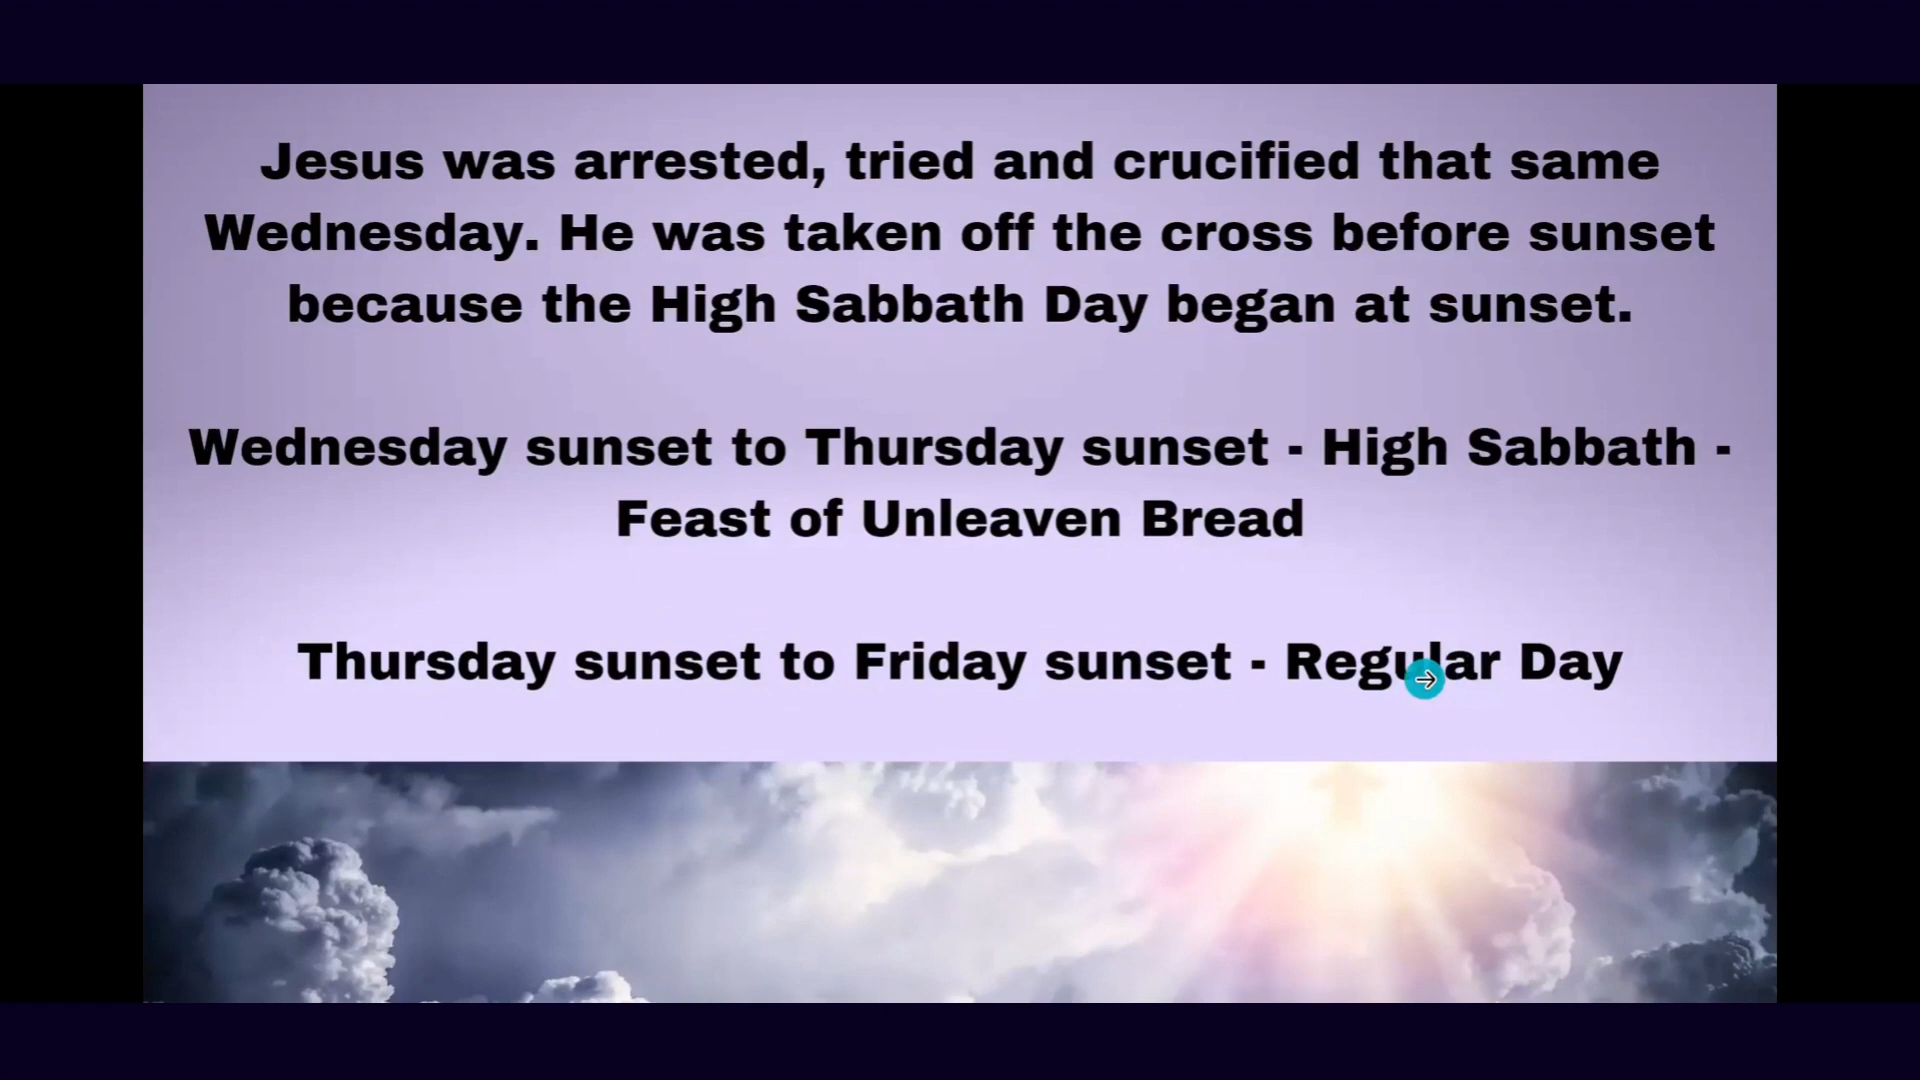 Jesus was arrested, tried and crucified that same
Wednesday. He was taken off the cross before sunset
because the High Sabbath Day began at sunset.
Wednesday sunset to Thursday sunset - High Sabbath -
Feast of Unleaven Bread
Thursday sunset to Friday sunset - Regular Day